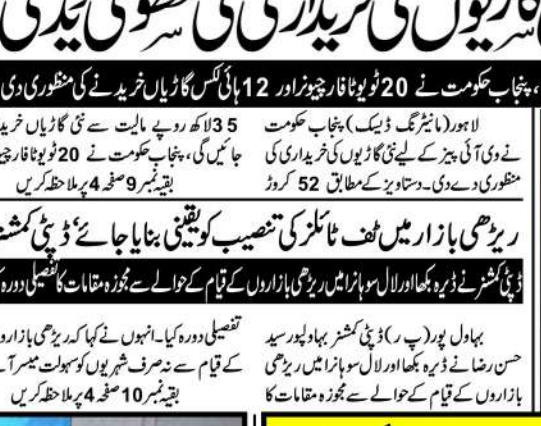 گاڑیوں کی خریداری کی منظوری دیدی
، پنجاب حکومت نے 20 ٹویوٹا فارچیونر اور 12 ہائی لکس گاڑیاں خریدنے کی منظوری دی
لاہور(مانیٹرنگ ڈیسک) پنجاب حکومت
نے وی آئی پیز کے لیے نئی گاڑیوں کی خریداری کی
منظوری دے دی۔ دستاویز کے مطابق 52 کروڑ
35لاکھ روپے مالیت سے نئی گاڑیاں خرید
جائیں گی، پنجاب حکومت نے 20 ٹویوٹا فارچ
بقیہ نمبر 9 صفحہ 4 پر ملاحظہ کریں
ریڑھی بازار میں ٹف ٹائلز کی تنصیب کو یقینی بنایا جائے' ڈپٹی کمشنر
ڈپٹی کمشنر نے ڈیرہ بکھا اور لال سوہانرا میں ریڑھی بازاروں کے قیام کے حوالے سے مجوزہ مقامات کا تفصیلی دورہ
بہاول پور(پ ر) ڈپٹی کمشنر بہاولپور سید
حسن رضا نے ڈیرہ بکھا اور لال سوہانرا میں ریڑھی
بازاروں کے قیام کے حوالے سے مجوزہ مقامات کا
تفصیلی دورہ کیا۔ انہوں نے کہا کہ ریڑھی بازارو
کے قیام سے نہ صرف شہریوں کو سہولت میسر آ
بقیہ نمبر 10 صفحہ 4 پر ملاحظہ کریں